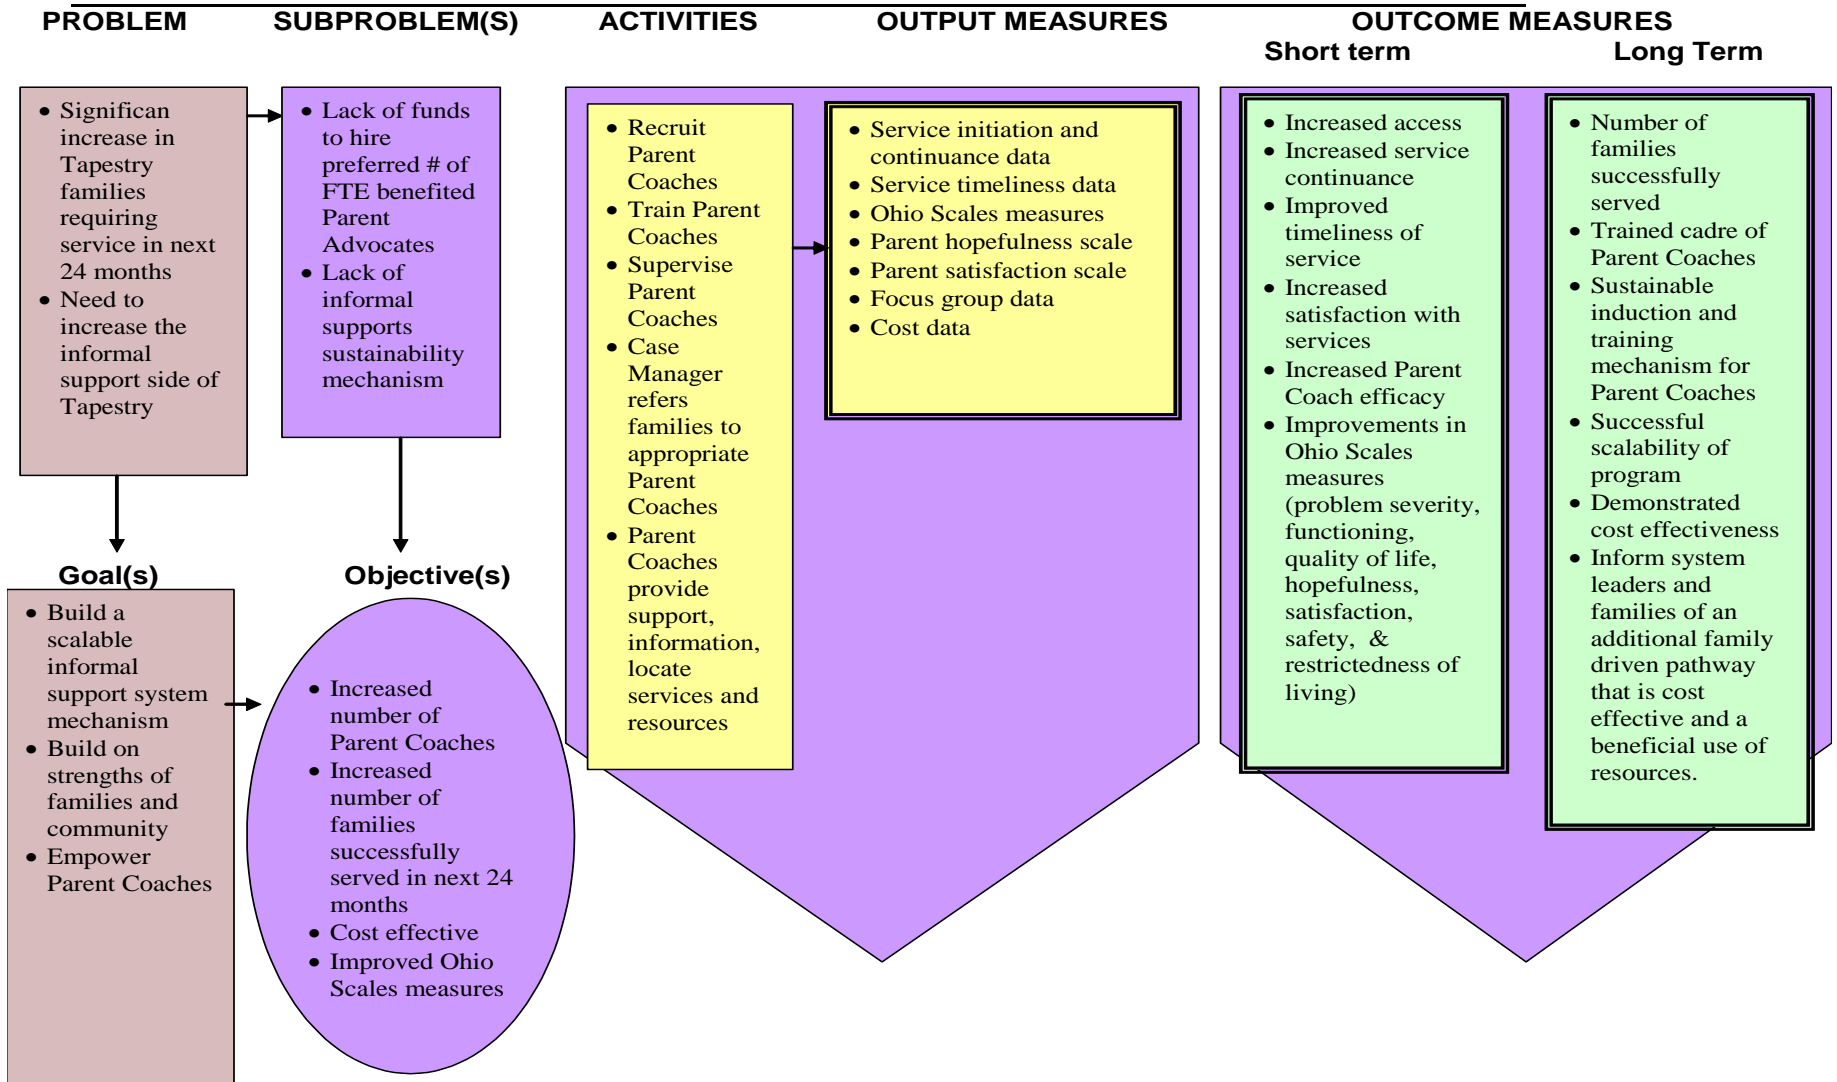 PROBLEM
SUBPROBLEM(S)
ACTIVITIES
OUTPUT MEASURES
OUTCOME MEASURES
Short term
Long Term
• Significan
increase in
Tapestry
families
requiring
service in next
24 months
• Need to
increase the
informal
support side of
Tapestry
• Lack of funds
to hire
preferred # of
FTE benefited
Parent
Advocates
• Lack of
informal
supports
sustainability
mechanism
Goal(s)
• Build a
scalable
informal
support system
mechanism
• Build on
strengths of
families and
community
• Empower
Parent Coaches
Objective(s)
• Increased
number of
Parent Coaches
• Increased
number of
families
successfully
served in next 24
months
• Cost effective
• Improved Ohio
Scales measures
• Recruit
Parent
Coaches
• Train Parent
Coaches
• Supervise
Parent
Coaches
• Case
Manager
refers
families to
appropriate
Parent
Coaches
• Parent
Coaches
provide
support,
information,
locate
services and
resources
• Service initiation and
continuance data
• Service timeliness data
• Ohio Scales measures
• Parent hopefulness scale
• Parent satisfaction scale
• Focus group data
• Cost data
• Increased access
• Increased service
continuance
• Improved
timeliness of
service
• Increased
satisfaction with
services
• Increased Parent
Coach efficacy
• Improvements in
Ohio Scales
measures
(problem severity,
functioning,
quality of life,
hopefulness,
satisfaction,
safety, &
restrictedness of
living)
• Number of
families
successfully
served
• Trained cadre of
Parent Coaches
• Sustainable
induction and
training
mechanism for
Parent Coaches
• Successful
scalability of
program
• Demonstrated
cost effectiveness
• Inform system
leaders and
families of an
additional family
driven pathway
that is cost
effective and a
beneficial use of
resources.